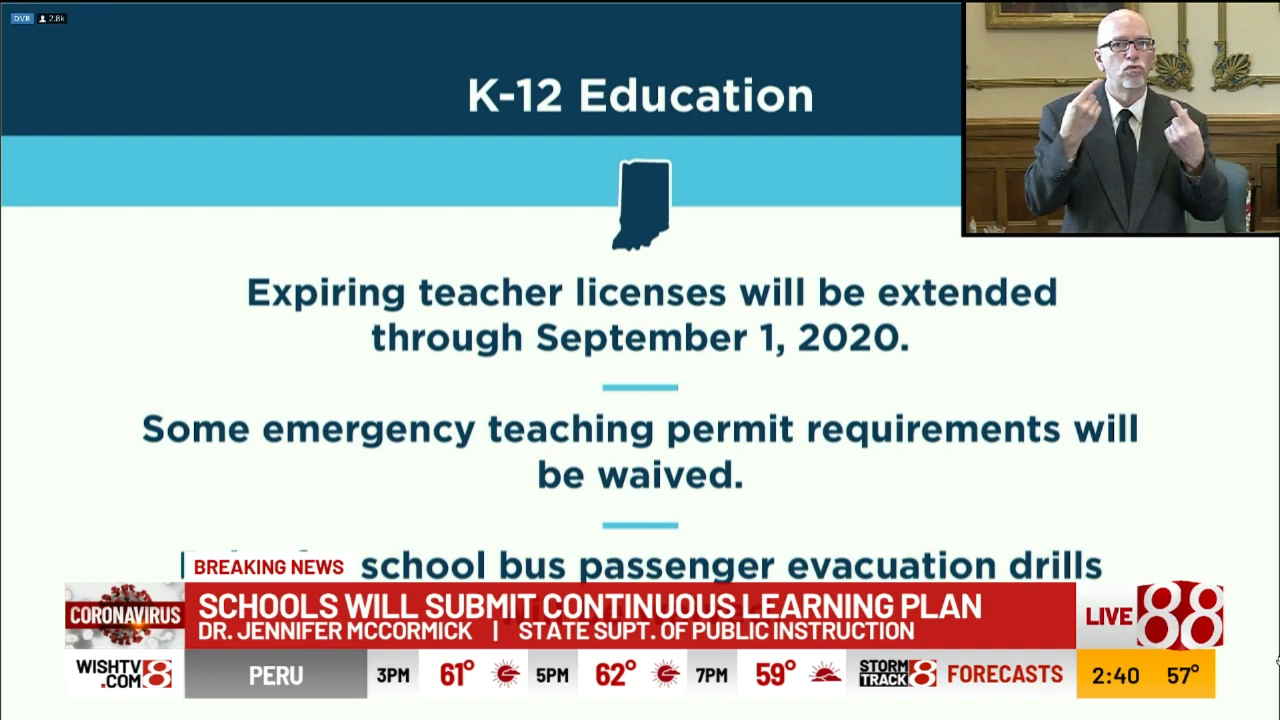 DVR 2.8k
K-12 Education
Expiring teacher licenses will be extended
through September 1, 2020.
Some emergency teaching permit requirements will
be waived.
school bus passenger evacuation drills
BREAKING NEWS
CORONAVIRUS
SCHOOLS WILL SUBMIT CONTINUOUS LEARNING PLAN
DR. JENNIFER MCCORMICK | STATE SUPT. OF PUBLIC INSTRUCTION
LIVE 88
WISHTV
.COM 8
PERU
3PM 61° 5PM 62° 7PM 59°
STORM
TRACK 8
FORECASTS
2:40 57°